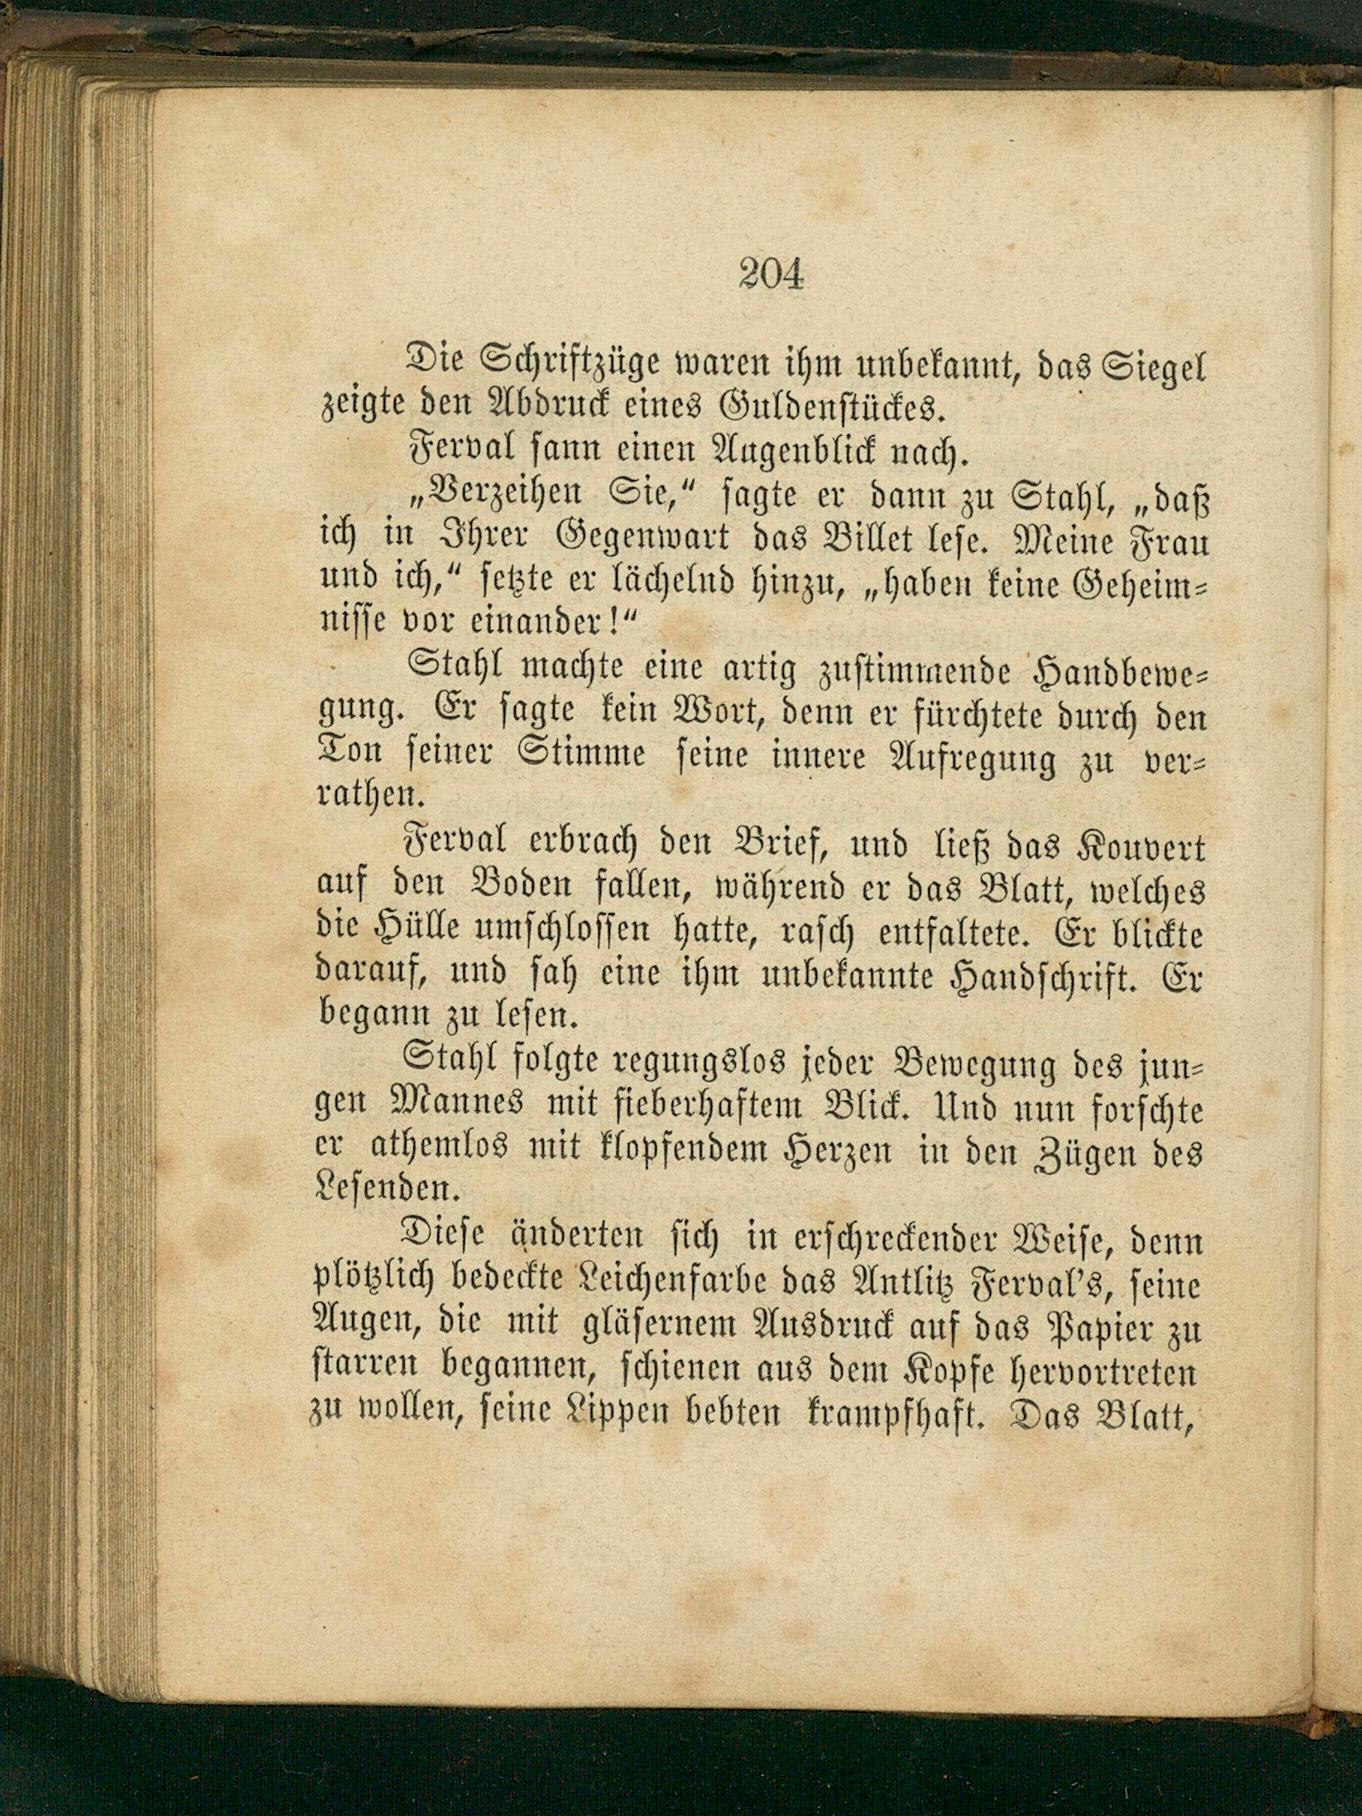 204
Die Schriftzüge waren ihm unbekannt, das Siegel
zeigte den Abdruck eines Guldenstückes.
Ferval sann einen Augenblick nach.
„Verzeihen Sie,“ sagte er dann zu Stahl, „daß
ich in Ihrer Gegenwart das Billet lese. Meine Frau
und ich,“ setzte er lächelnd hinzu, „haben keine Geheim-
nisse vor einander!“
Stahl machte eine artig zustimmende Handbewe-
gung. Er sagte kein Wort, denn er fürchtete durch den
Ton seiner Stimme seine innere Aufregung zu ver-
rathen.
Ferval erbrach den Brief, und ließ das Kouvert
auf den Boden fallen, während er das Blatt, welches
die Hülle umschlossen hatte, rasch entfaltete. Er blickte
darauf, und sah eine ihm unbekannte Handschrift. Er
begann zu lesen.
Stahl folgte regungslos jeder Bewegung des jun-
gen Mannes mit fieberhaftem Blick. Und nun forschte
er athemlos mit klopfendem Herzen in den Zügen des
Lesenden.
Diese änderten sich in erschreckender Weise, denn
plötzlich bedeckte Leichenfarbe das Antlitz Ferval's, seine
Augen, die mit gläsernem Ausdruck auf das Papier zu
starren begannen, schienen aus dem Kopfe hervortreten
zu wollen, seine Lippen bebten krampfhaft. Das Blatt,